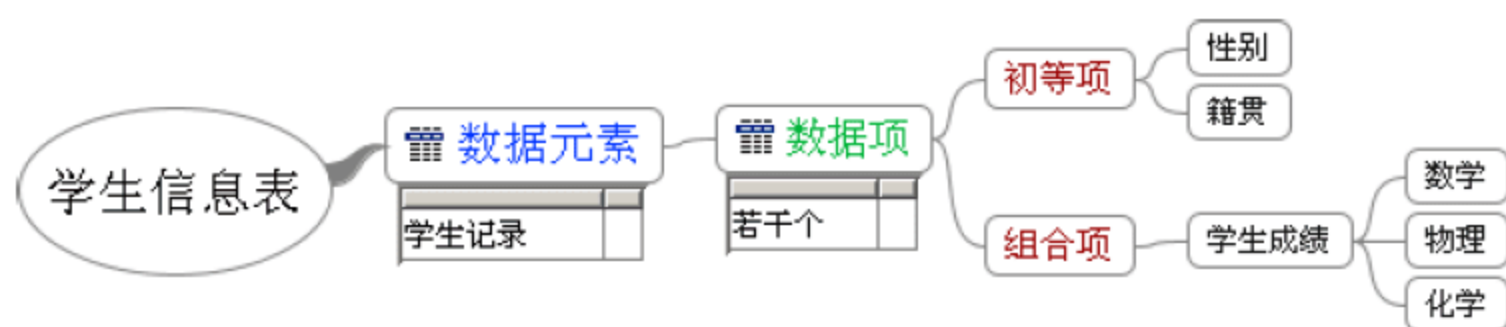 学生信息表
数据元素
学生记录
数据项
若干个
初等项
性别
籍贯
组合项
学生成绩
数学
物理
化学